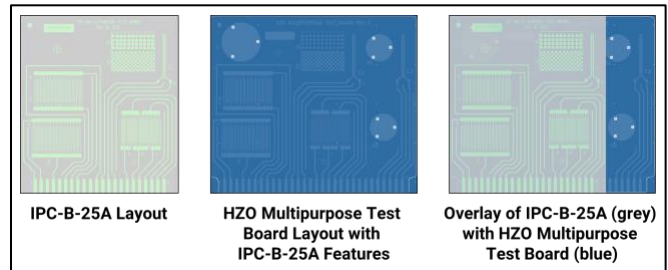 IPC-B-25A Layout
HZO Multipurpose Test
Board Layout with
IPC-B-25A Features
Overlay of IPC-B-25A (grey)
with HZO Multipurpose
Test Board (blue)